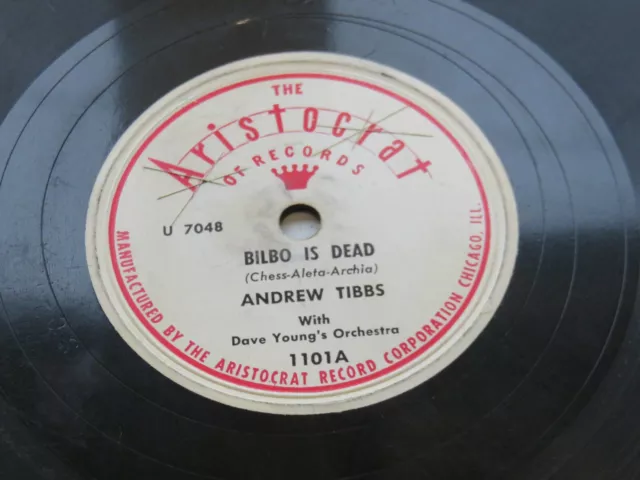 THE
Aristocrat
OF RECORDS
U 7048
BILBO IS DEAD
(Chess-Aleta-Archia)
ANDREW TIBBS
With
Dave Young's Orchestra
1101A
MANUFACTURED BY THE ARISTOCRAT RECORD CORPORATION CHICAGO, ILL.